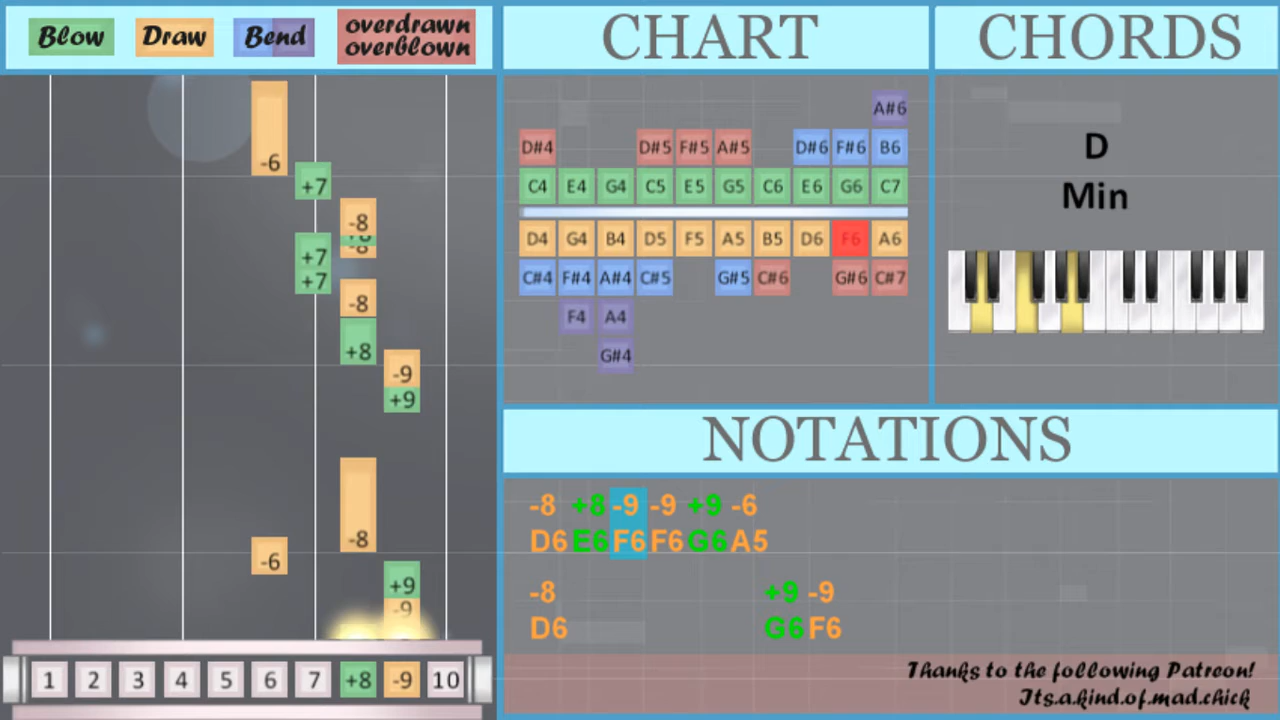 Blow Draw Bend overdrawn
overblown
CHART
CHORDS
-6
+7
-8
+8
-8
+7
+7
-8
+8
-9
+9
-8
-6
+9
-9
1 2 3 4 5 6 7 +8 -9 10
A#6
D#4 D#5 F#5 A#5 D#6 F#6 B6
C4 E4 G4 C5 E5 G5 C6 E6 G6 C7
D4 G4 B4 D5 F5 A5 B5 D6 F6 A6
C#4 F#4 A#4 C#5 G#5 C#6 G#6 C#7
F4 A4
G#4
D
Min
NOTATIONS
-8 +8 -9 -9 +9 -6
D6 E6 F6 F6 G6 A5
-8 +9 -9
D6 G6 F6
Thanks to the following Patreon!
Its.a.kind.of.mad.chick